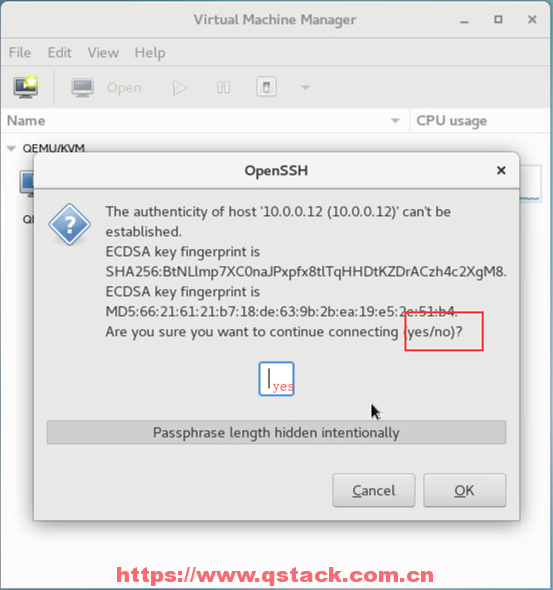 Virtual Machine Manager
File Edit View Help
Open
Name CPU usage
QEMU/KVM
OpenSSH
The authenticity of host '10.0.0.12 (10.0.0.12)' can't be
established.
ECDSA key fingerprint is
SHA256:BtNLlmp7XC0naJPxpfx8tlTqHHDtKZDrACzh4c2XgM8.
ECDSA key fingerprint is
MD5:66:21:61:21:b7:18:de:63:9b:2b:ea:19:e5:2e:51:b4.
Are you sure you want to continue connecting (yes/no)?
yes
Passphrase length hidden intentionally
Cancel OK
https://www.qstack.com.cn